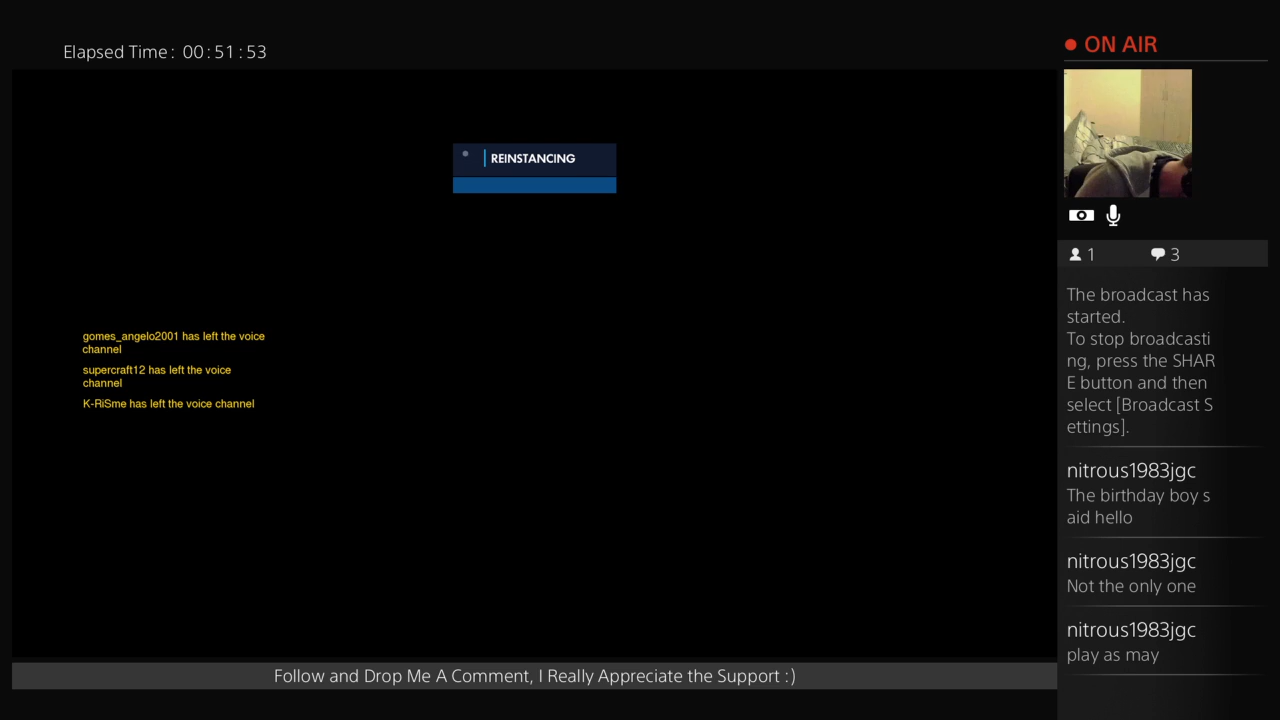 Elapsed Time: 00:51:53
ON AIR
REINSTANCING
gomes_angelo2001 has left the voice
channel
supercraft12 has left the voice
channel
K-RiSme has left the voice channel
1 3
The broadcast has
started.
To stop broadcasti
ng, press the SHAR
E button and then
select [Broadcast S
ettings].
nitrous1983jgc
The birthday boy s
aid hello
nitrous1983jgc
Not the only one
nitrous1983jgc
play as may
Follow and Drop Me A Comment, I Really Appreciate the Support :)